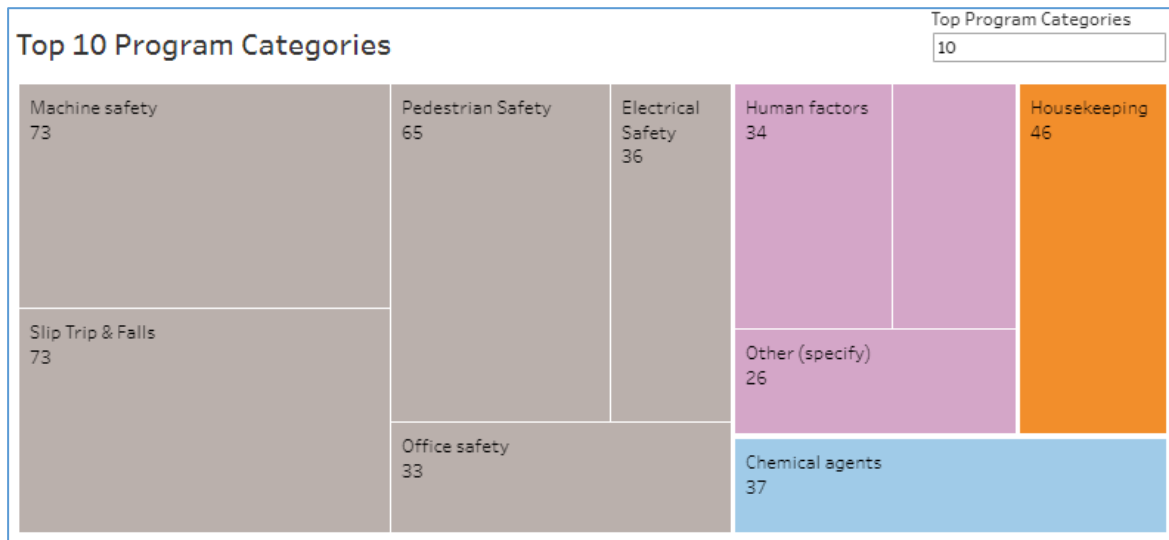 Top 10 Program Categories
Top Program Categories
10
Machine safety
73
Pedestrian Safety
65
Electrical
Safety
36
Human factors
34
Housekeeping
46
Slip Trip & Falls
73
Other (specify)
26
Office safety
33
Chemical agents
37